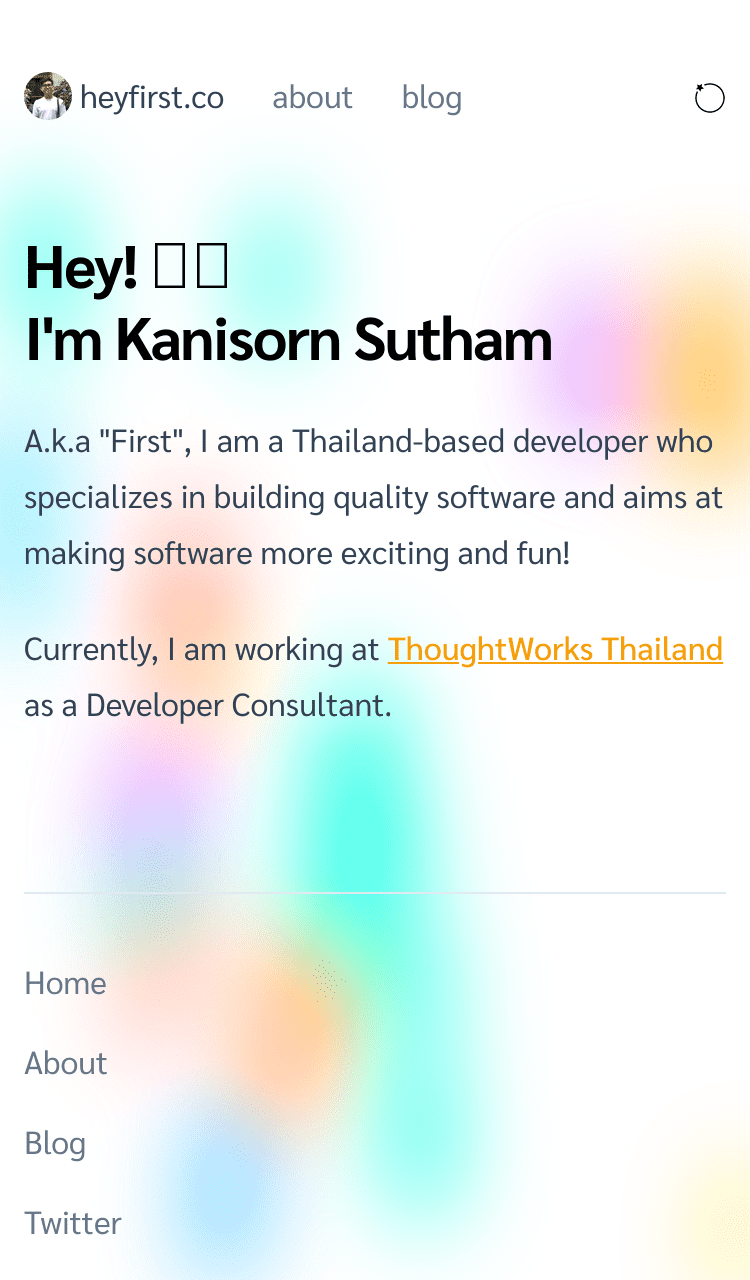 heyfirst.co about blog
Hey!
I'm Kanisorn Sutham
A.k.a "First", I am a Thailand-based developer who
specializes in building quality software and aims at
making software more exciting and fun!
Currently, I am working at ThoughtWorks Thailand
as a Developer Consultant.
Home
About
Blog
Twitter